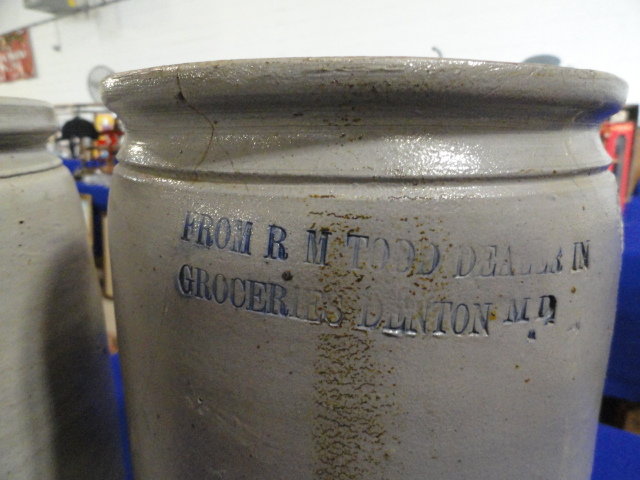 FROM R M TODD DEALER IN
GROCERIES DENTON MD